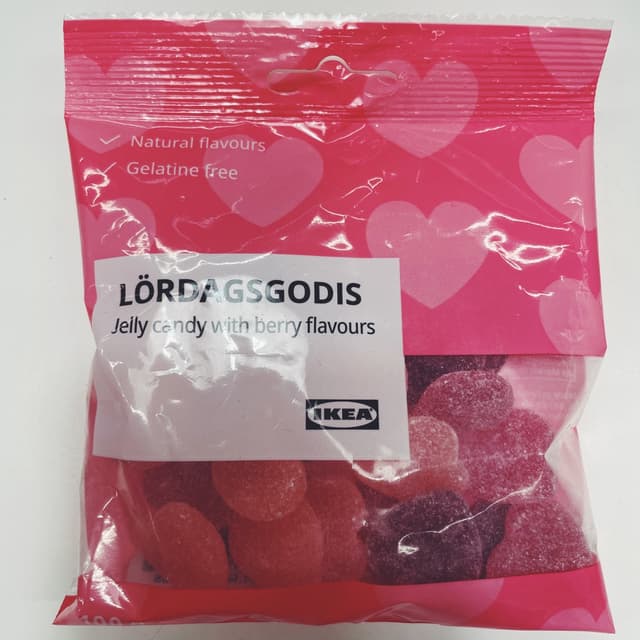 Natural flavours
Gelatine free
LÖRDAGSGODIS
Jelly candy with berry flavours
IKEA